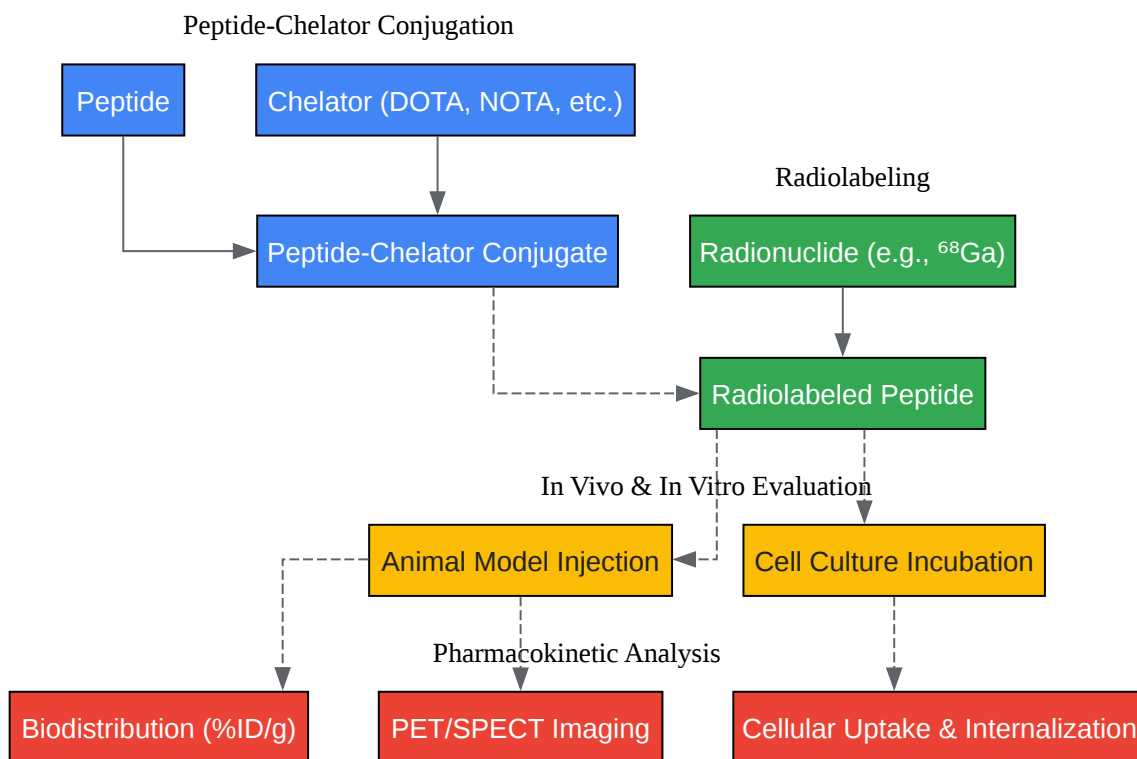 Peptide-Chelator Conjugation
Peptide
Chelator (DOTA, NOTA, etc.)
Radiolabeling
Peptide-Chelator Conjugate
Radionuclide (e.g., ⁶⁸Ga)
Radiolabeled Peptide
In Vivo & In Vitro Evaluation
Animal Model Injection
Cell Culture Incubation
Pharmacokinetic Analysis
Biodistribution (%ID/g)
PET/SPECT Imaging
Cellular Uptake & Internalization